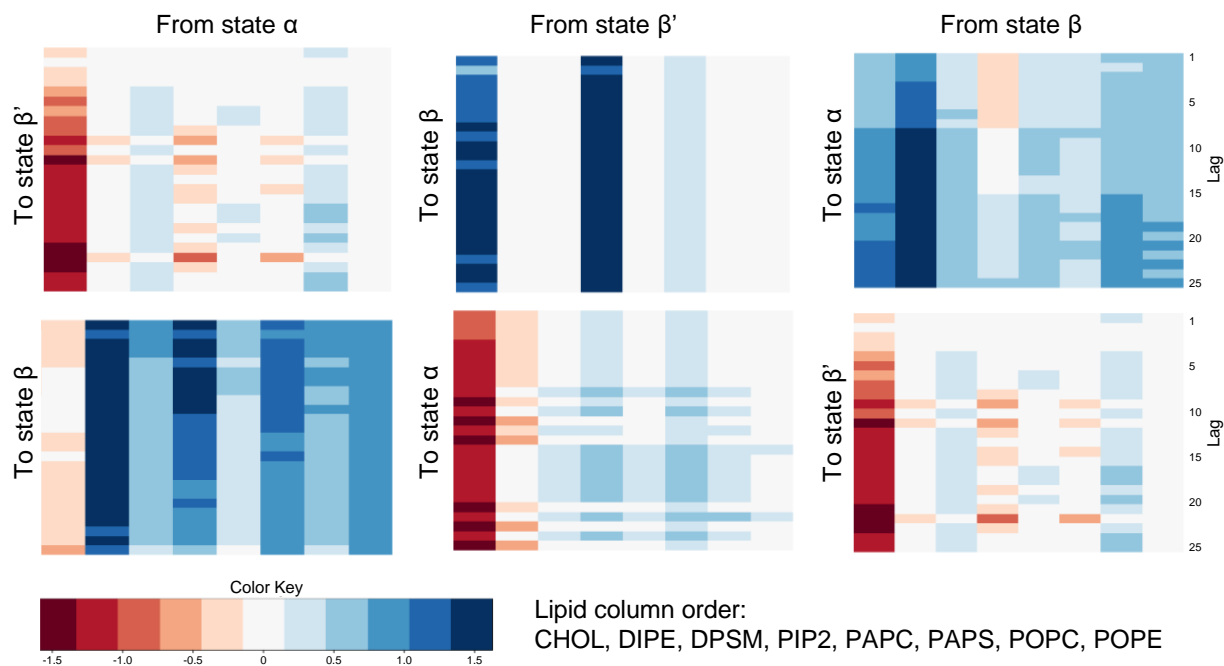 From state α
From state β'
From state β
To state β’
To state β
To state α
1
5
10
15
20
25
Lag
To state β
To state α
To state β’
1
5
10
15
20
25
Lag
Color Key
-1.5
-1.0
-0.5
0
0.5
1.0
1.5
Lipid column order:
CHOL, DIPE, DPSM, PIP2, PAPC, PAPS, POPC, POPE